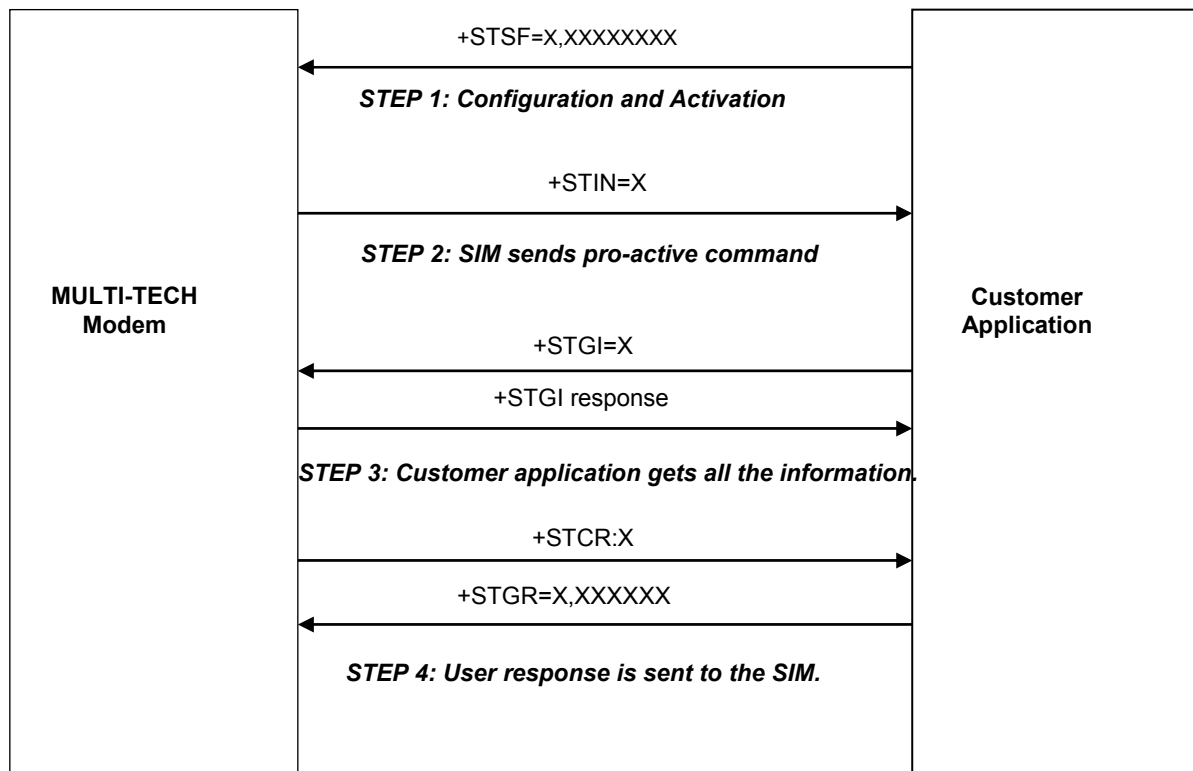 +STSF=X,XXXXXXXX
STEP 1: Configuration and Activation
+STIN=X
STEP 2: SIM sends pro-active command
MULTI-TECH
Modem
Customer
Application
+STGI=X
+STGI response
STEP 3: Customer application gets all the information.
+STCR:X
+STGR=X,XXXXXX
STEP 4: User response is sent to the SIM.